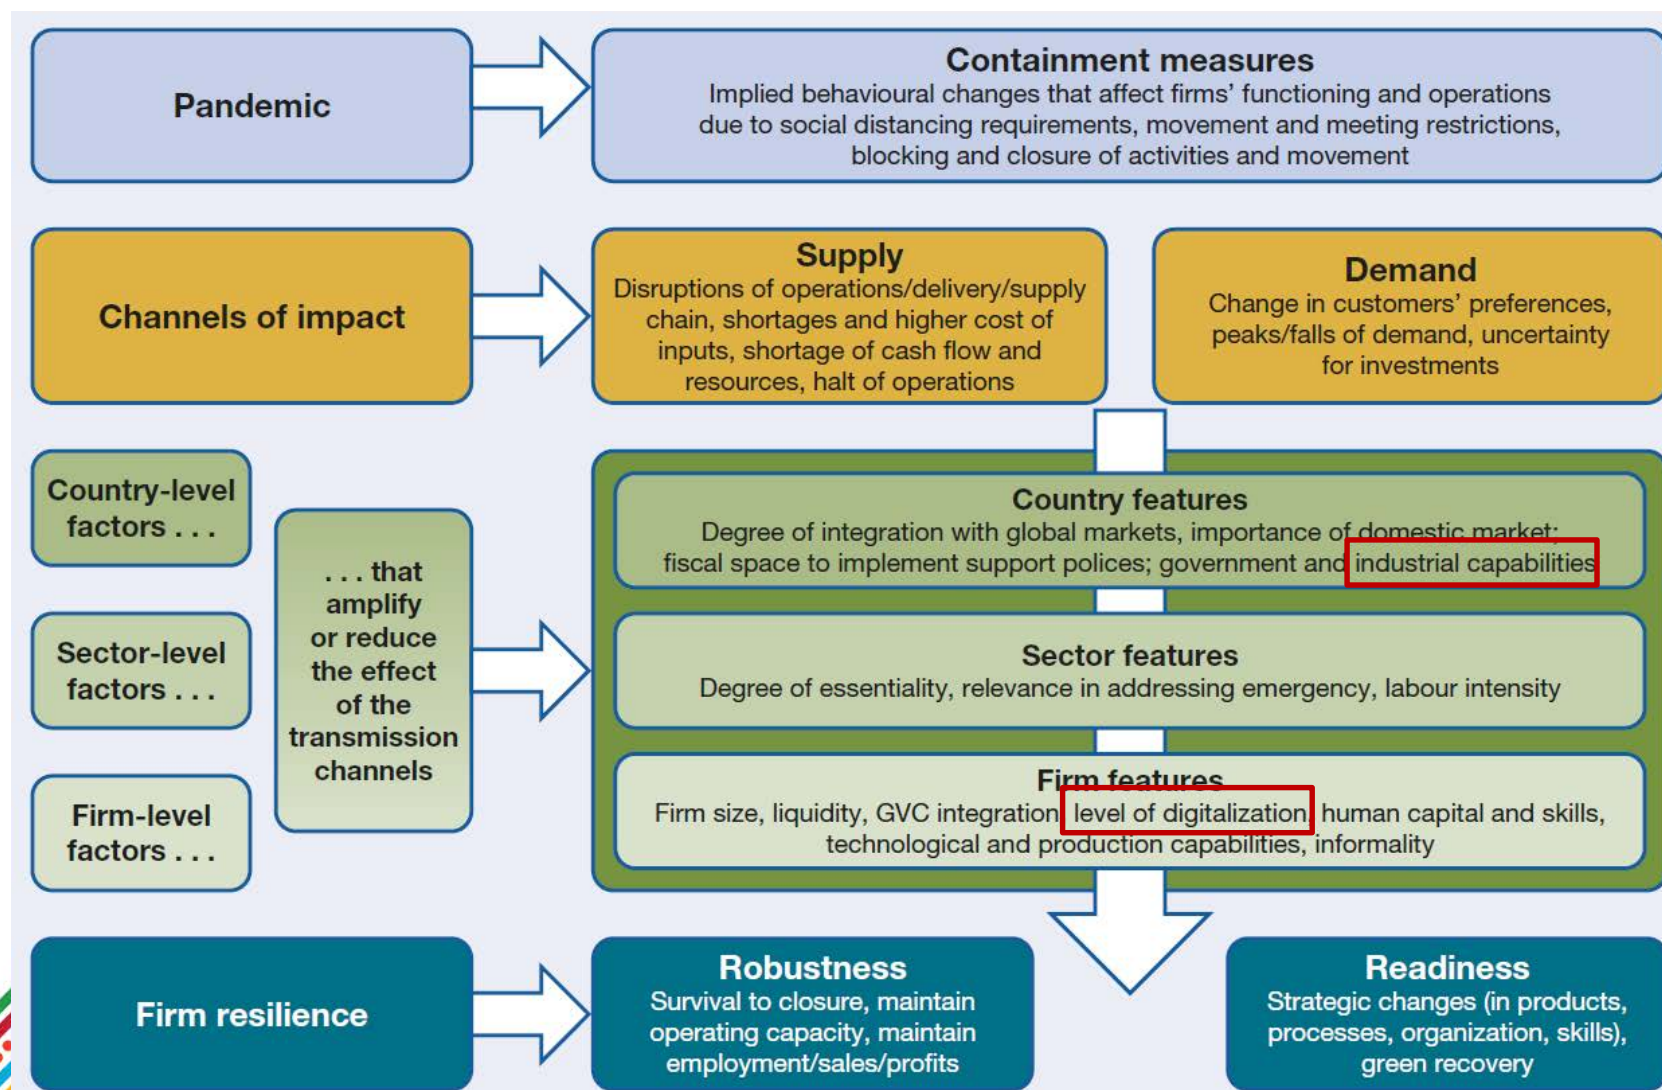 Pandemic
Containment measures
Implied behavioural changes that affect firms’ functioning and operations
due to social distancing requirements, movement and meeting restrictions,
blocking and closure of activities and movement
Channels of impact
Supply
Disruptions of operations/delivery/supply
chain, shortages and higher cost of
inputs, shortage of cash flow and
resources, halt of operations
Demand
Change in customers’ preferences,
peaks/falls of demand, uncertainty
for investments
Country-level
factors . . .
Sector-level
factors . . .
Firm-level
factors . . .
. . . that
amplify
or reduce
the effect
of the
transmission
channels
Country features
Degree of integration with global markets, importance of domestic market;
fiscal space to implement support polices; government and industrial capabilities
Sector features
Degree of essentiality, relevance in addressing emergency, labour intensity
Firm features
Firm size, liquidity, GVC integration, level of digitalization, human capital and skills,
technological and production capabilities, informality
Firm resilience
Robustness
Survival to closure, maintain
operating capacity, maintain
employment/sales/profits
Readiness
Strategic changes (in products,
processes, organization, skills),
green recovery